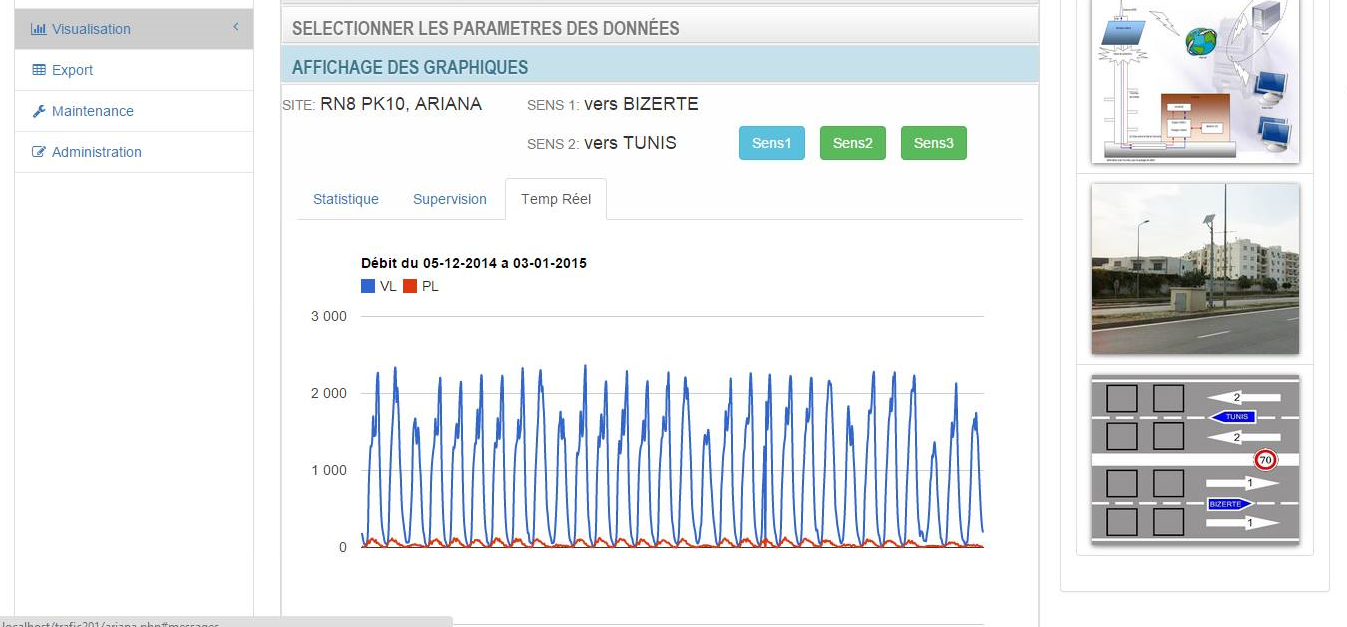 Visualisation
Export
Maintenance
Administration
SELECTIONNER LES PARAMETRES DES DONNÉES
AFFICHAGE DES GRAPHIQUES
SITE: RN8 PK10, ARIANA
SENS 1: vers BIZERTE
SENS 2: vers TUNIS
Sens1 Sens2 Sens3
Statistique Supervision Temp Réel
Débit du 05-12-2014 a 03-01-2015
VL PL
3 000
2 000
1 000
0
2
TUNIS
2
70
1
BIZERTE
1
localhost/trafic201/ariana.php#messages